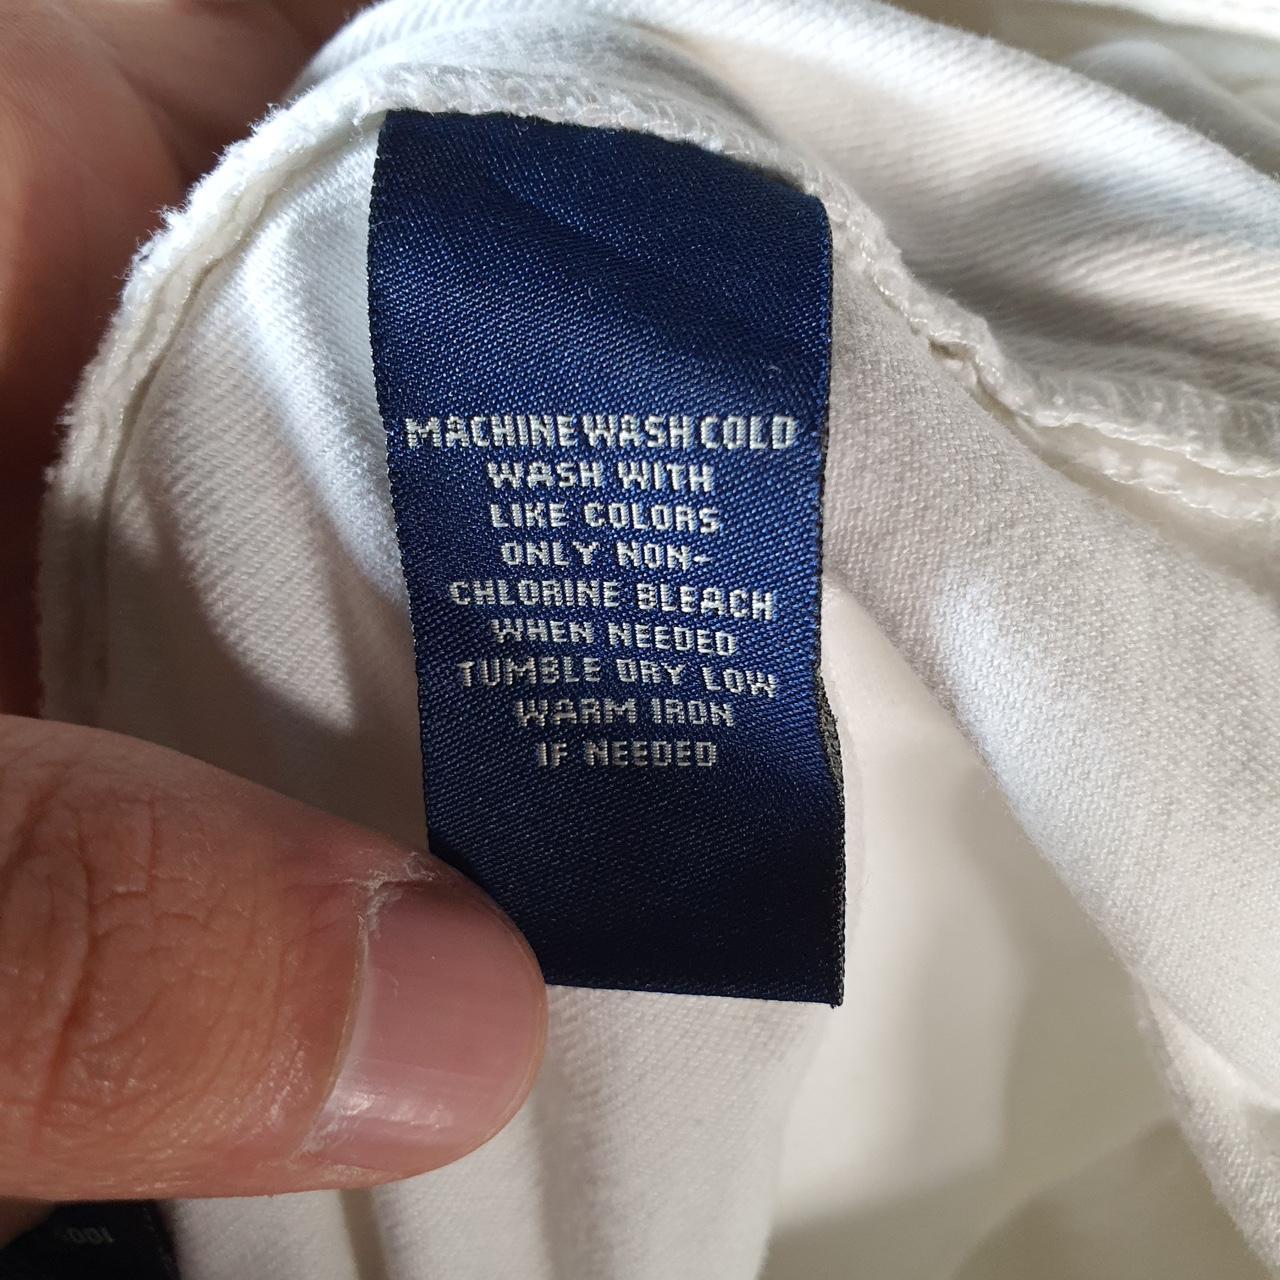 MACHINE WASH COLD
WASH WITH
LIKE COLORS
ONLY NON-
CHLORINE BLEACH
WHEN NEEDED
TUMBLE DRY LOW
WARM IRON
IF NEEDED